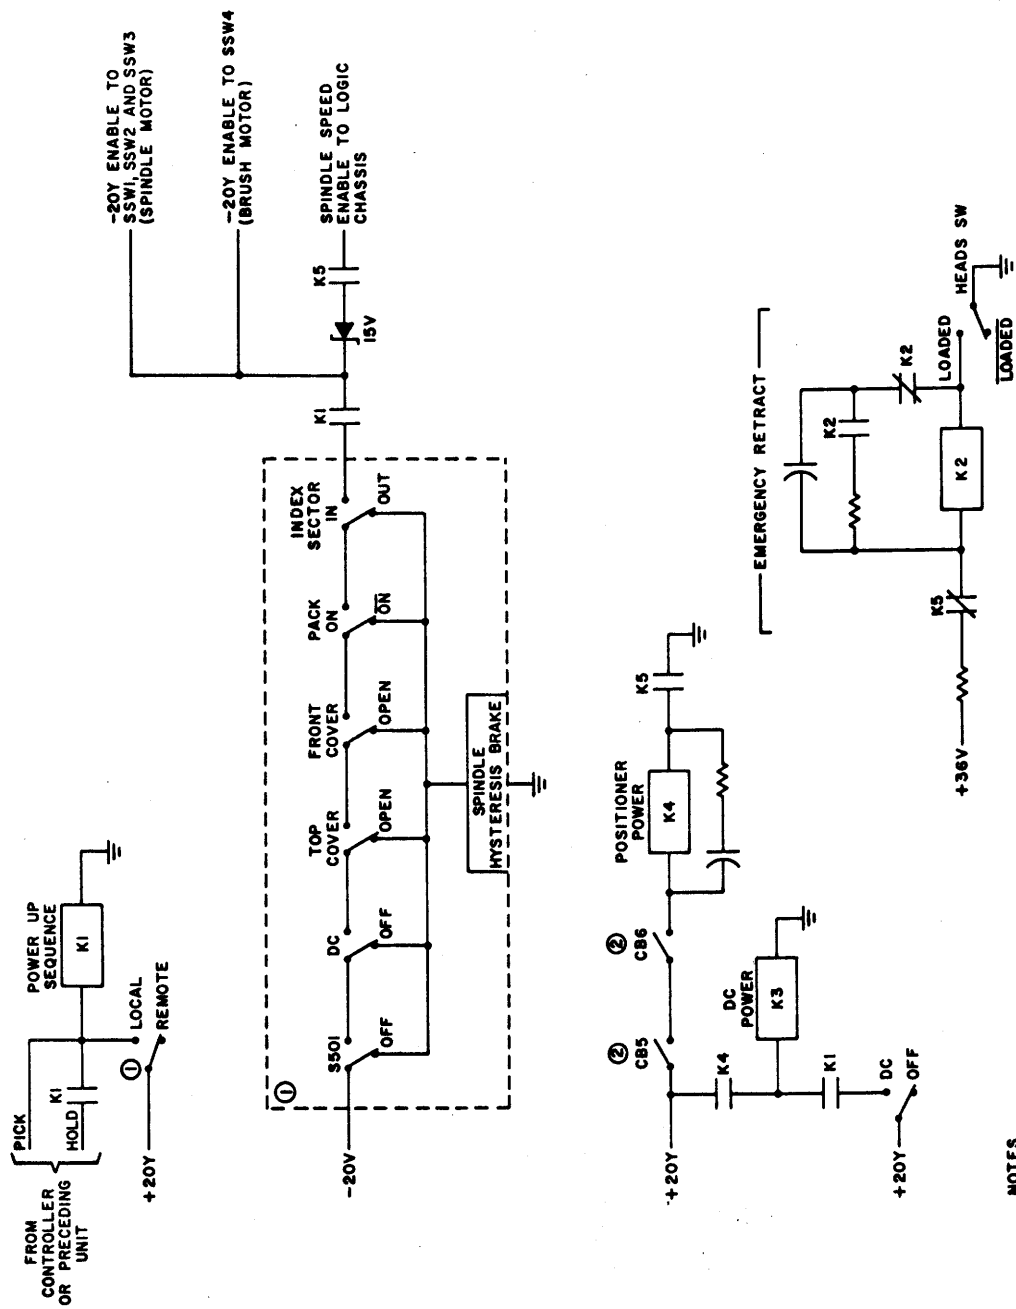 FROM
CONTROLLER
OR PRECEDING
UNIT
PICK
HOLD
K1
POWER UP
SEQUENCE
K1
+20Y
①
LOCAL
REMOTE
-20Y ENABLE TO
SSW1, SSW2 AND SSW3
(SPINDLE MOTOR)
-20Y ENABLE TO SSW4
(BRUSH MOTOR)
SPINDLE SPEED
ENABLE TO LOGIC
CHASSIS
①
-20V
S501
OFF
DC
OFF
TOP
COVER
OPEN
FRONT
COVER
OPEN
PACK
ON
ON
INDEX
SECTOR
IN
OUT
K1
15V
K5
SPINDLE
HYSTERESIS BRAKE
+20Y
②
CB5
②
CB6
POSITIONER
POWER
K4
K5
K4
DC
POWER
K3
K1
+20Y
DC
OFF
EMERGENCY RETRACT
+36V
K5
K2
K2
K2
LOADED
HEADS SW
LOADED
NOTES